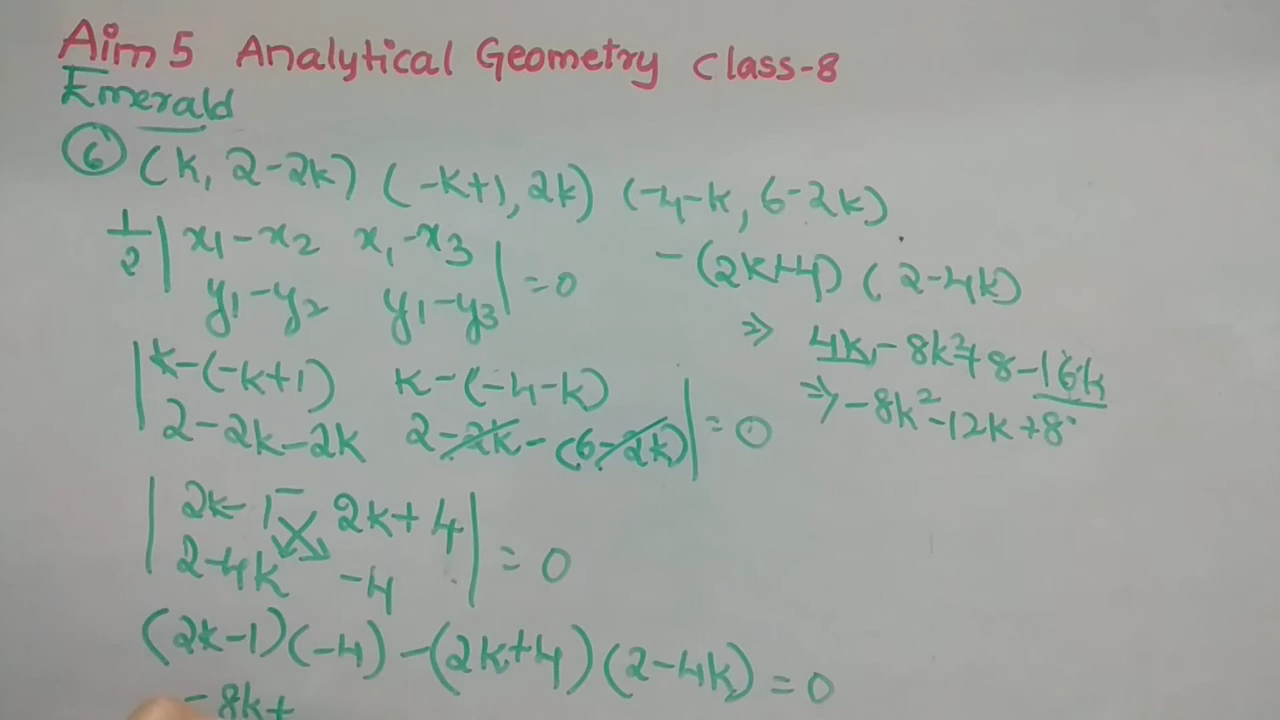 Aim 5 Analytical Geometry Class-8
Emerald
⑥ (k, 2-2k) (-k+1, 2k) (-4-k, 6-2k)
1/2 | x₁-x₂ x₁-x₃
y₁-y₂ y₁-y₃ | = 0
| k-(-k+1) k-(-4-k)
2-2k-2k 2-2k-(6-2k) | = 0
| 2k-1 2k+4
2-4k -4 | = 0
(2k-1)(-4) -(2k+4)(2-4k) = 0
-8k+
-(2k+4) (2-4k)
⇒ 4k-8k²+8-16k
⇒ -8k²-12k+8